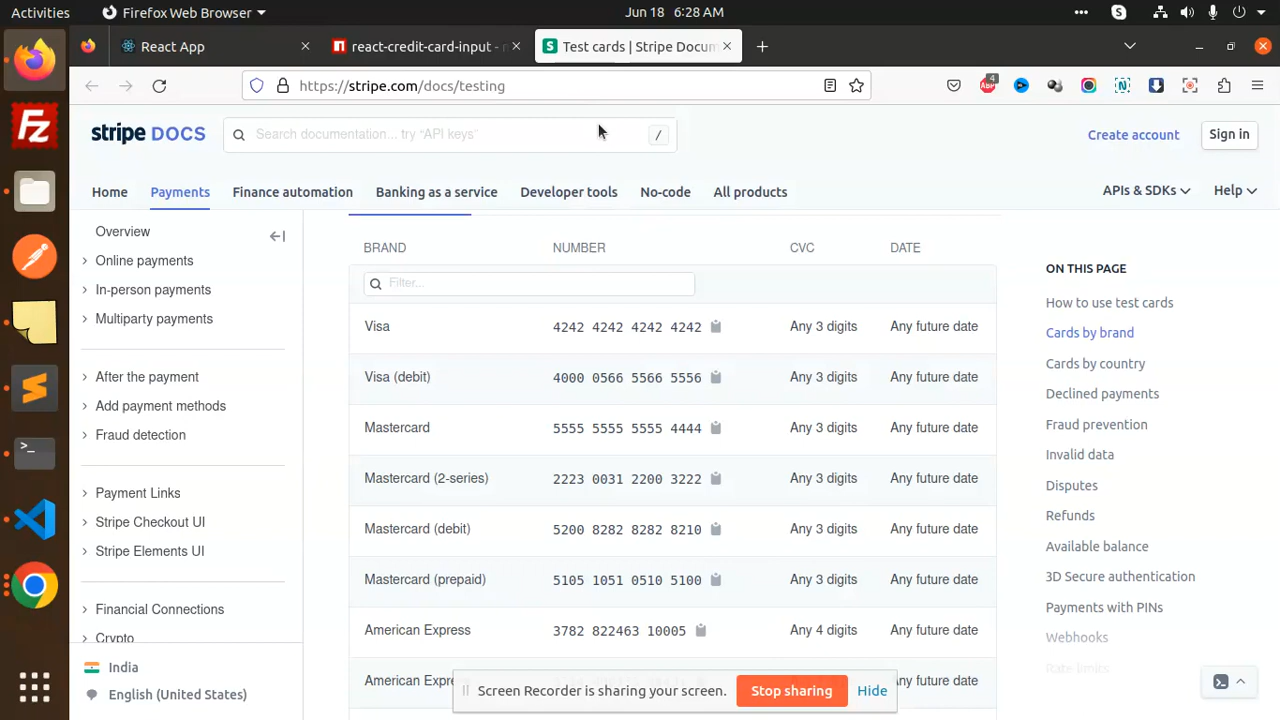 Activities
Firefox Web Browser
Jun 18 6:28 AM
React App
react-credit-card-input - n
Test cards | Stripe Docum
https://stripe.com/docs/testing
4
stripe DOCS
Search documentation... try “API keys”
/
Create account
Sign in
Home
Payments
Finance automation
Banking as a service
Developer tools
No-code
All products
APIs & SDKs
Help
Overview
Online payments
In-person payments
Multiparty payments
After the payment
Add payment methods
Fraud detection
Payment Links
Stripe Checkout UI
Stripe Elements UI
Financial Connections
Crypto
India
English (United States)
BRAND NUMBER CVC DATE
Filter...
Visa 4242 4242 4242 4242 Any 3 digits Any future date
Visa (debit) 4000 0566 5566 5556 Any 3 digits Any future date
Mastercard 5555 5555 5555 4444 Any 3 digits Any future date
Mastercard (2-series) 2223 0031 2200 3222 Any 3 digits Any future date
Mastercard (debit) 5200 8282 8282 8210 Any 3 digits Any future date
Mastercard (prepaid) 5105 1051 0510 5100 Any 3 digits Any future date
American Express 3782 822463 10005 Any 4 digits Any future date
American Expre Any future date
ON THIS PAGE
How to use test cards
Cards by brand
Cards by country
Declined payments
Fraud prevention
Invalid data
Disputes
Refunds
Available balance
3D Secure authentication
Payments with PINs
Webhooks
Rate limits
Screen Recorder is sharing your screen.
Stop sharing
Hide